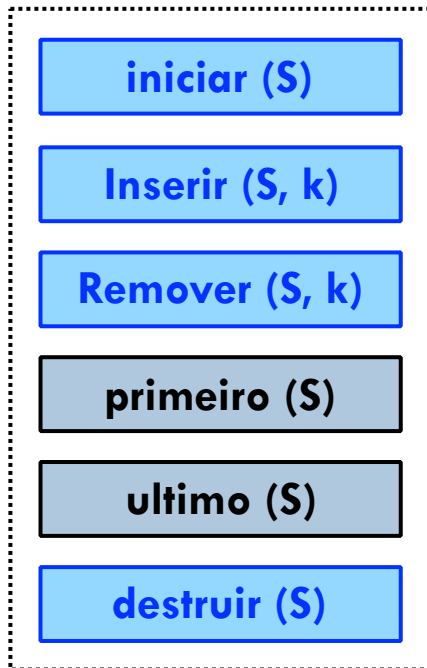 iniciar (S)
Inserir (S, k)
Remover (S, k)
primeiro (S)
ultimo (S)
destruir (S)